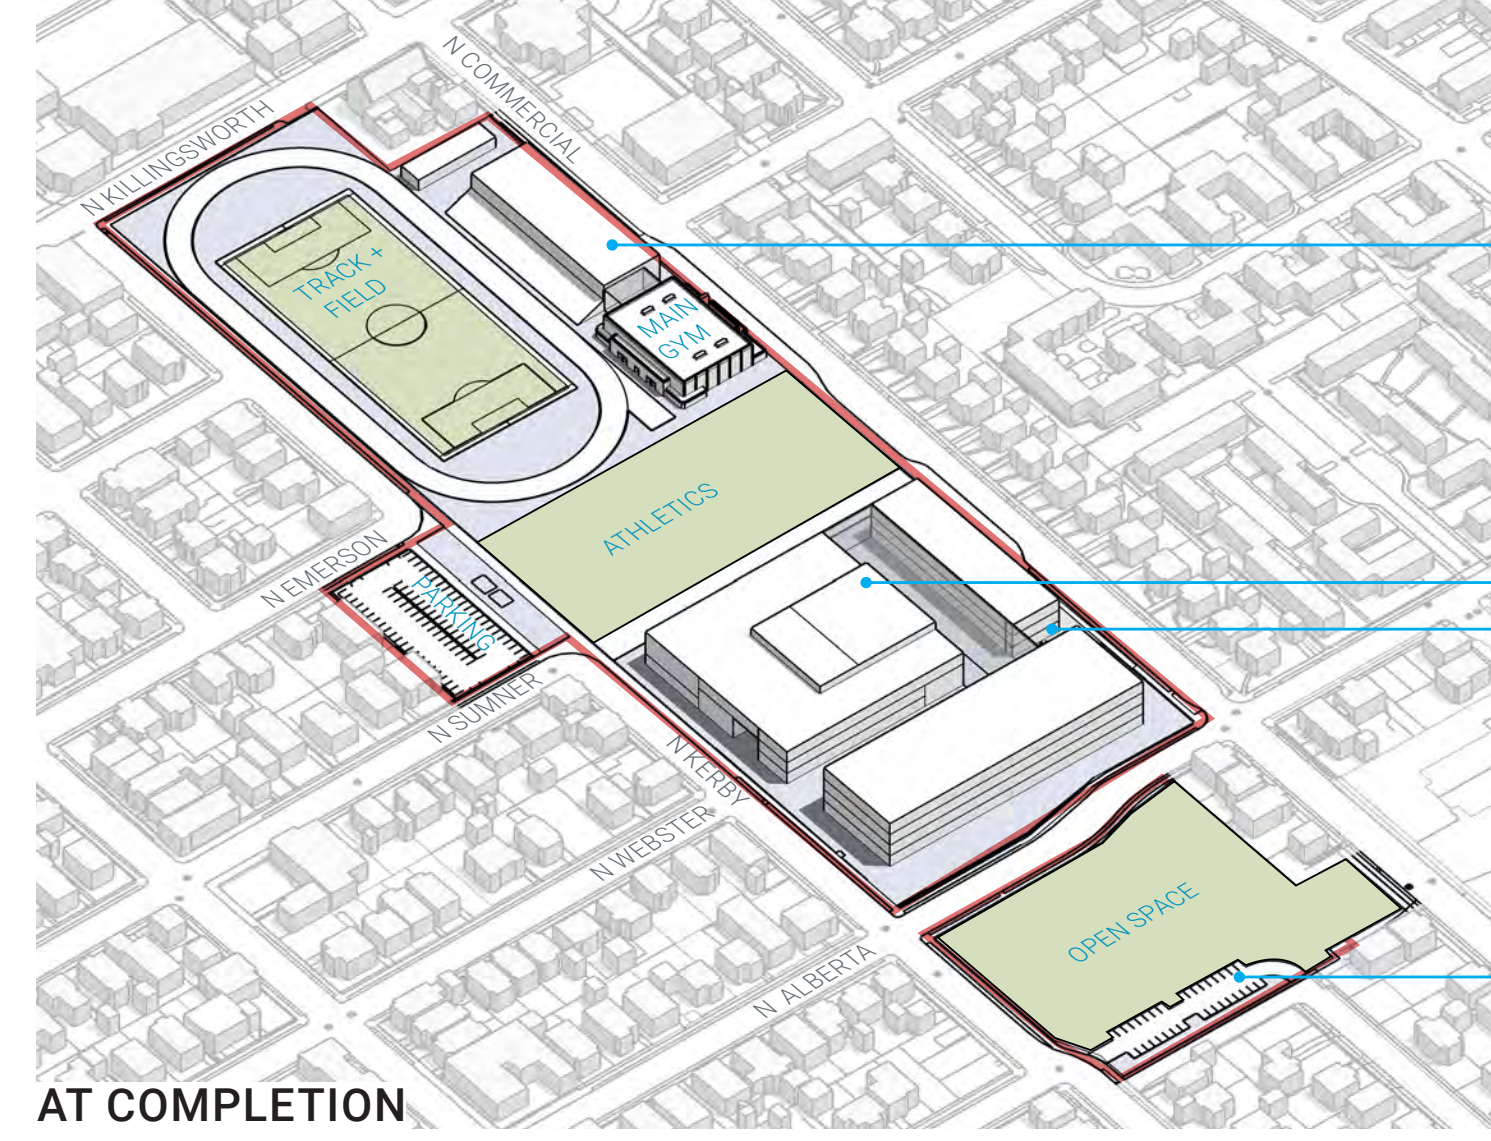 N COMMERCIAL
N KILLINGSWORTH
TRACK +
FIELD
MAIN
GYM
ATHLETICS
N EMERSON
PARKING
N SUMNER
N KERBY
N WEBSTER
OPEN SPACE
N ALBERTA
AT COMPLETION